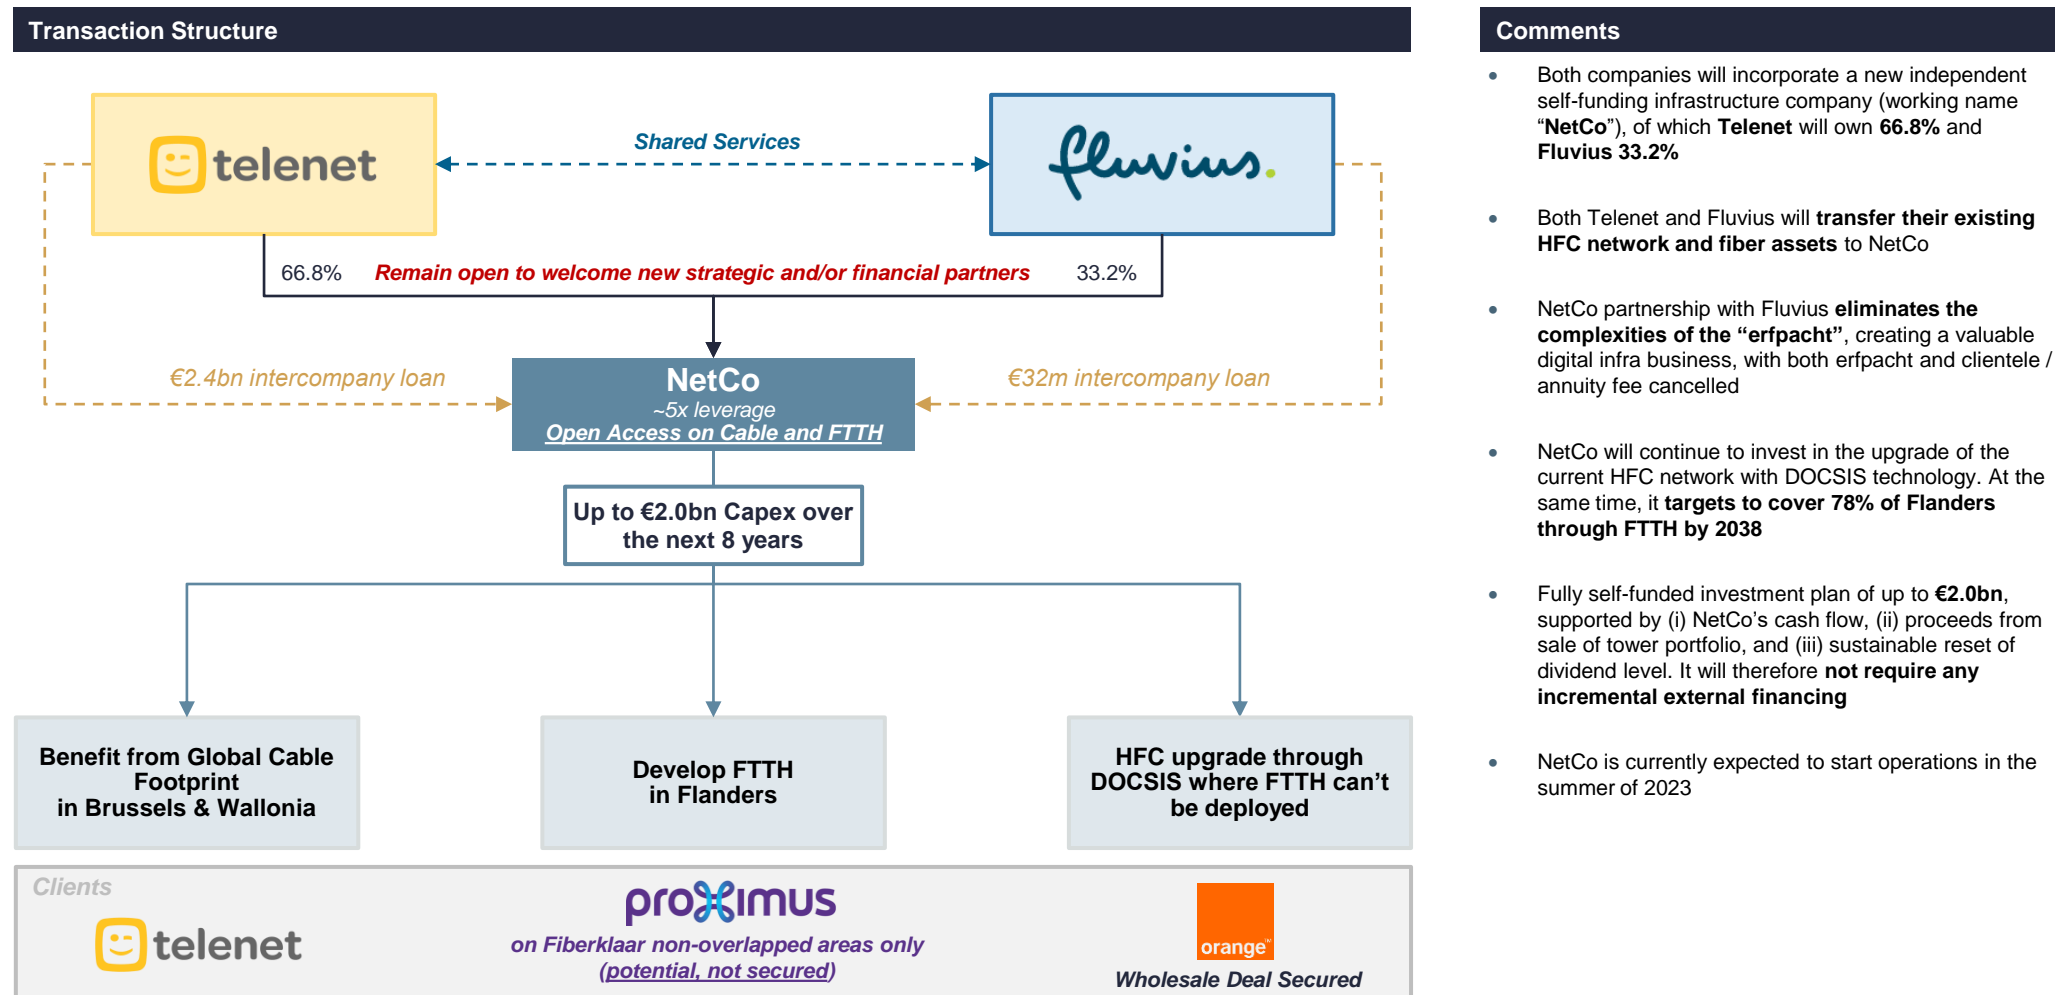 Transaction Structure
telenet
Shared Services
fluvius.
66.8%
Remain open to welcome new strategic and/or financial partners
33.2%
€2.4bn intercompany loan
NetCo
~5x leverage
Open Access on Cable and FTTH
€32m intercompany loan
Up to €2.0bn Capex over
the next 8 years
Benefit from Global Cable
Footprint
in Brussels & Wallonia
Develop FTTH
in Flanders
HFC upgrade through
DOCSIS where FTTH can't
be deployed
Clients
telenet
proximus
on Fiberklaar non-overlapped areas only
(potential, not secured)
orange™
Wholesale Deal Secured
Comments
• Both companies will incorporate a new independent
self-funding infrastructure company (working name
“NetCo”), of which Telenet will own 66.8% and
Fluvius 33.2%
• Both Telenet and Fluvius will transfer their existing
HFC network and fiber assets to NetCo
• NetCo partnership with Fluvius eliminates the
complexities of the “erfpacht”, creating a valuable
digital infra business, with both erfpacht and clientele /
annuity fee cancelled
• NetCo will continue to invest in the upgrade of the
current HFC network with DOCSIS technology. At the
same time, it targets to cover 78% of Flanders
through FTTH by 2038
• Fully self-funded investment plan of up to €2.0bn,
supported by (i) NetCo’s cash flow, (ii) proceeds from
sale of tower portfolio, and (iii) sustainable reset of
dividend level. It will therefore not require any
incremental external financing
• NetCo is currently expected to start operations in the
summer of 2023